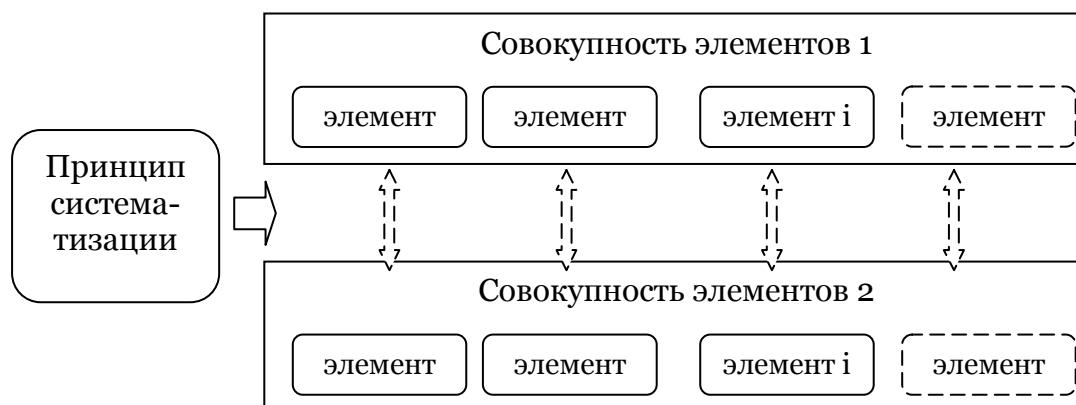 Совокупность элементов 1
элемент элемент элемент i элемент
Принцип
система-
тизации
Совокупность элементов 2
элемент элемент элемент i элемент